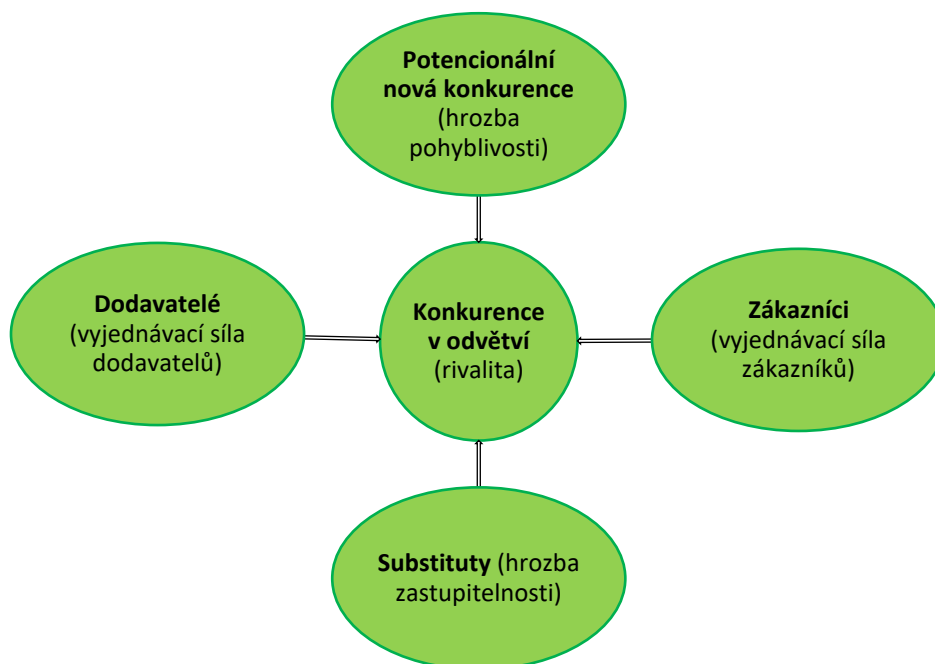 Potencionální
nová konkurence
(hrozba
pohyblivosti)
Dodavatelé
(vyjednávací síla
dodavatelů)
Konkurence
v odvětví
(rivalita)
Zákazníci
(vyjednávací síla
zákazníků)
Substituty (hrozba
zastupitelnosti)